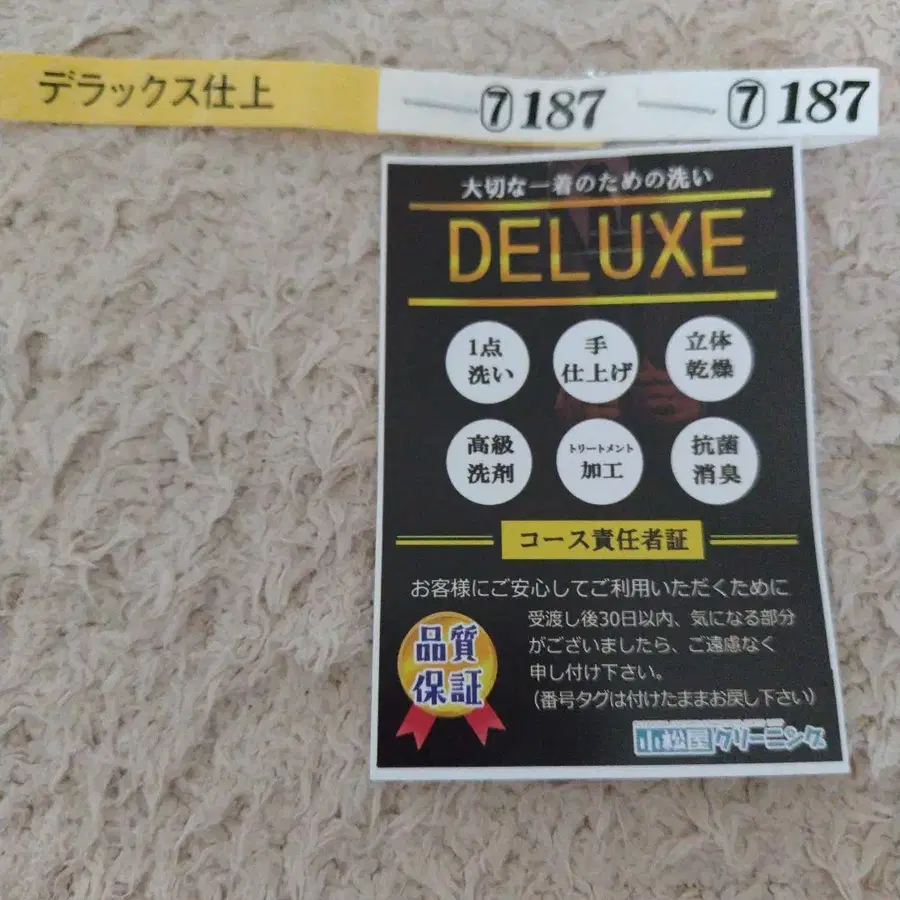 デラックス仕上 ⑦187 ⑦187
大切な一着のための洗い
DELUXE
1点
洗い
手
仕上げ
立体
乾燥
高級
洗剤
トリートメント
加工
抗菌
消臭
コース責任者証
お客様にご安心してご利用いただくために
品質
保証
受渡し後30日以内、気になる部分
がございましたら、ご遠慮なく
申し付け下さい。
(番号タグは付けたままお戻し下さい)
小松屋クリーニング